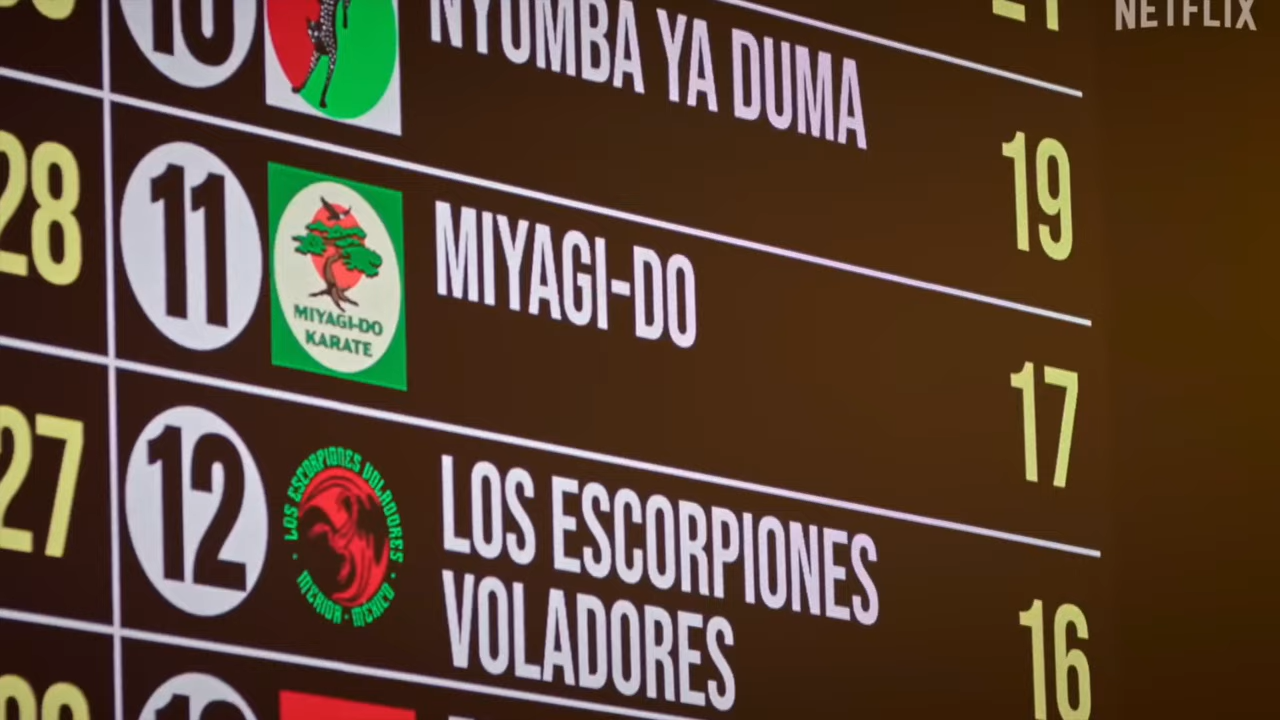 NETFLIX
10
NYUMBA YA DUMA
19
28
11
MIYAGI-DO
KARATE
MIYAGI-DO
17
27
12
LOS ESCORPIONES VOLADORES
· MERIDA · MEXICO ·
LOS ESCORPIONES
VOLADORES
16